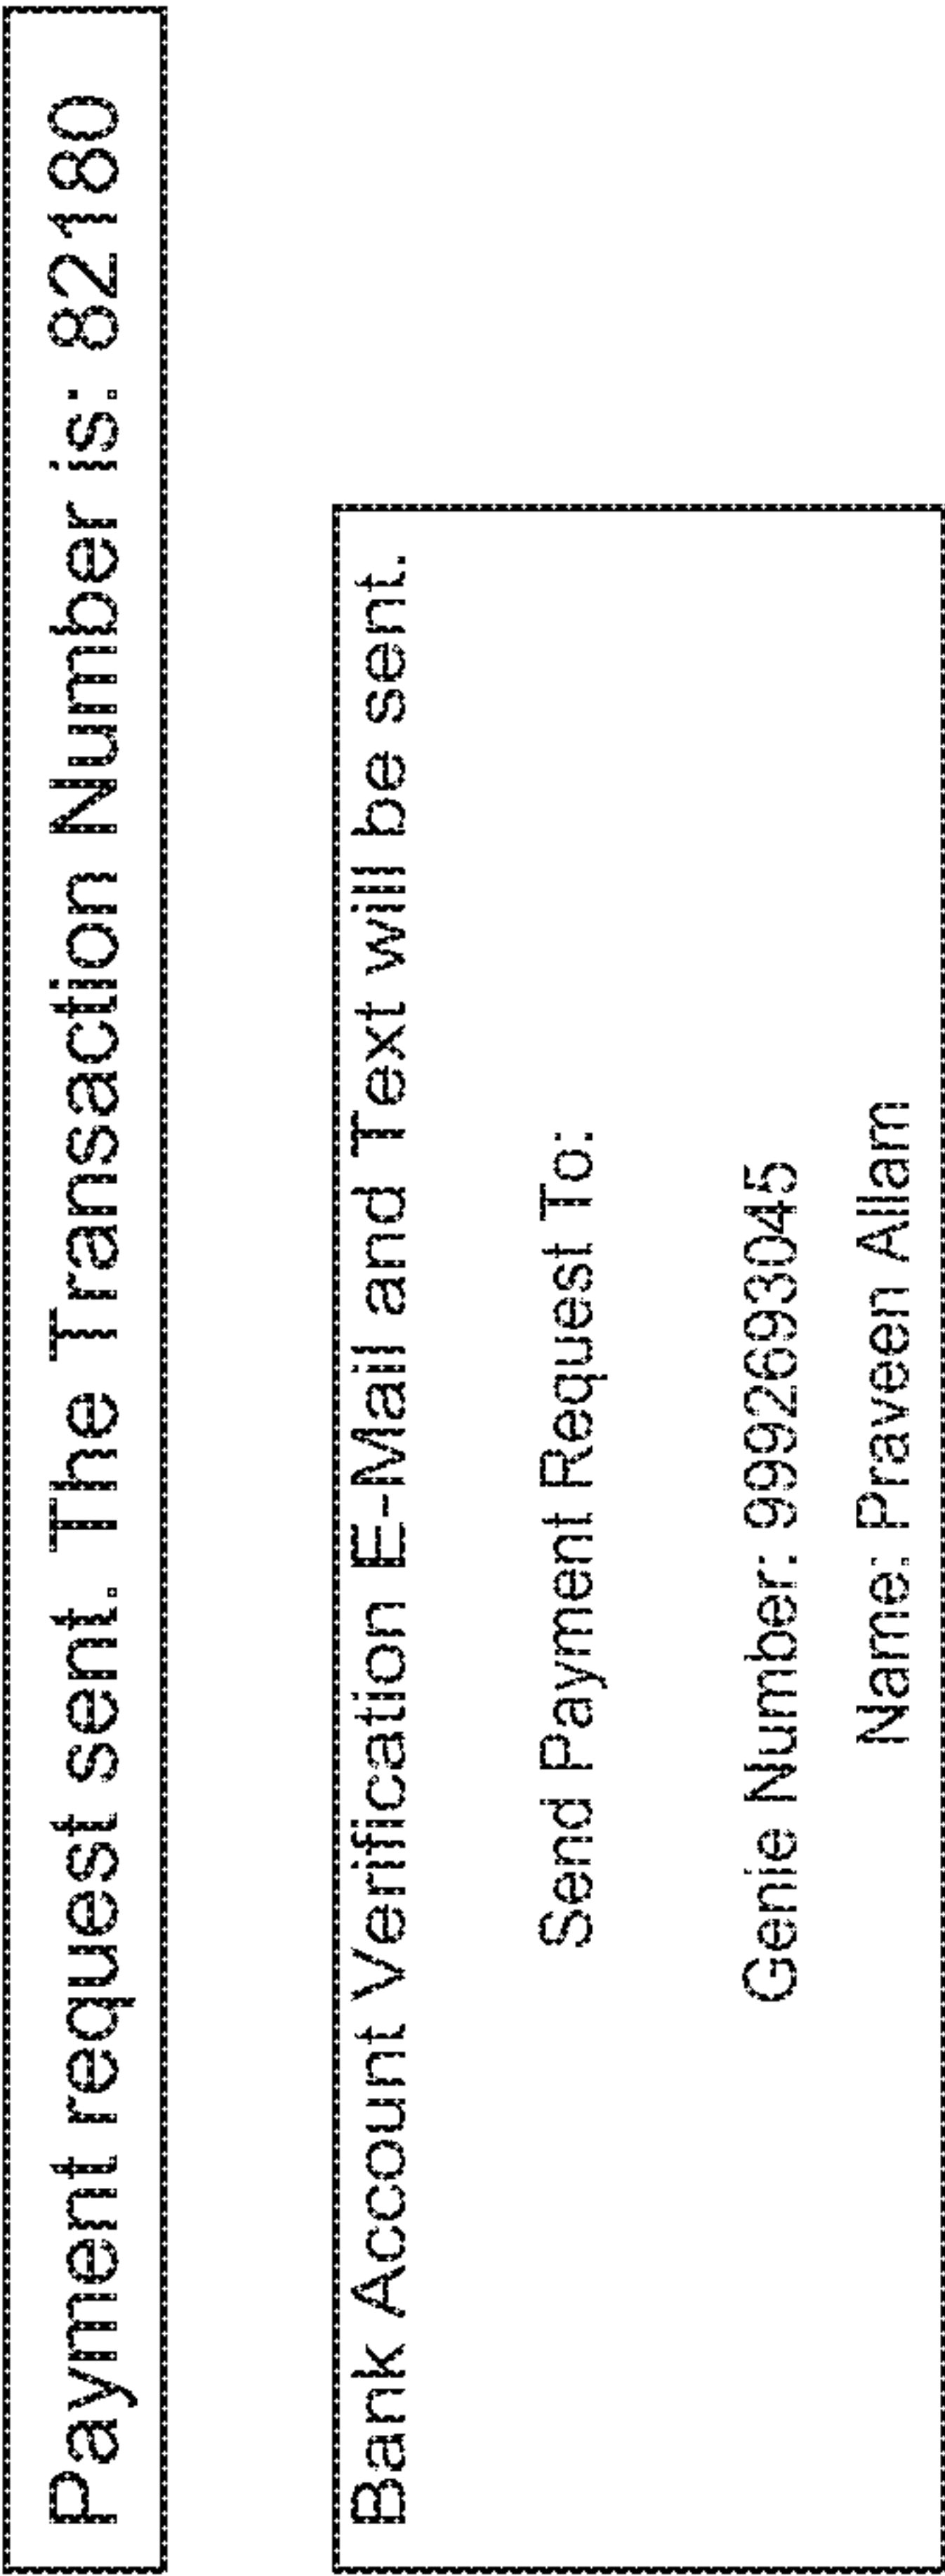 Payment request sent. The Transaction Number is: 82180
Bank Account Verification E-Mail and Text will be sent.
Send Payment Request To:
Genie Number: 9992693045
Name: Praveen Allam